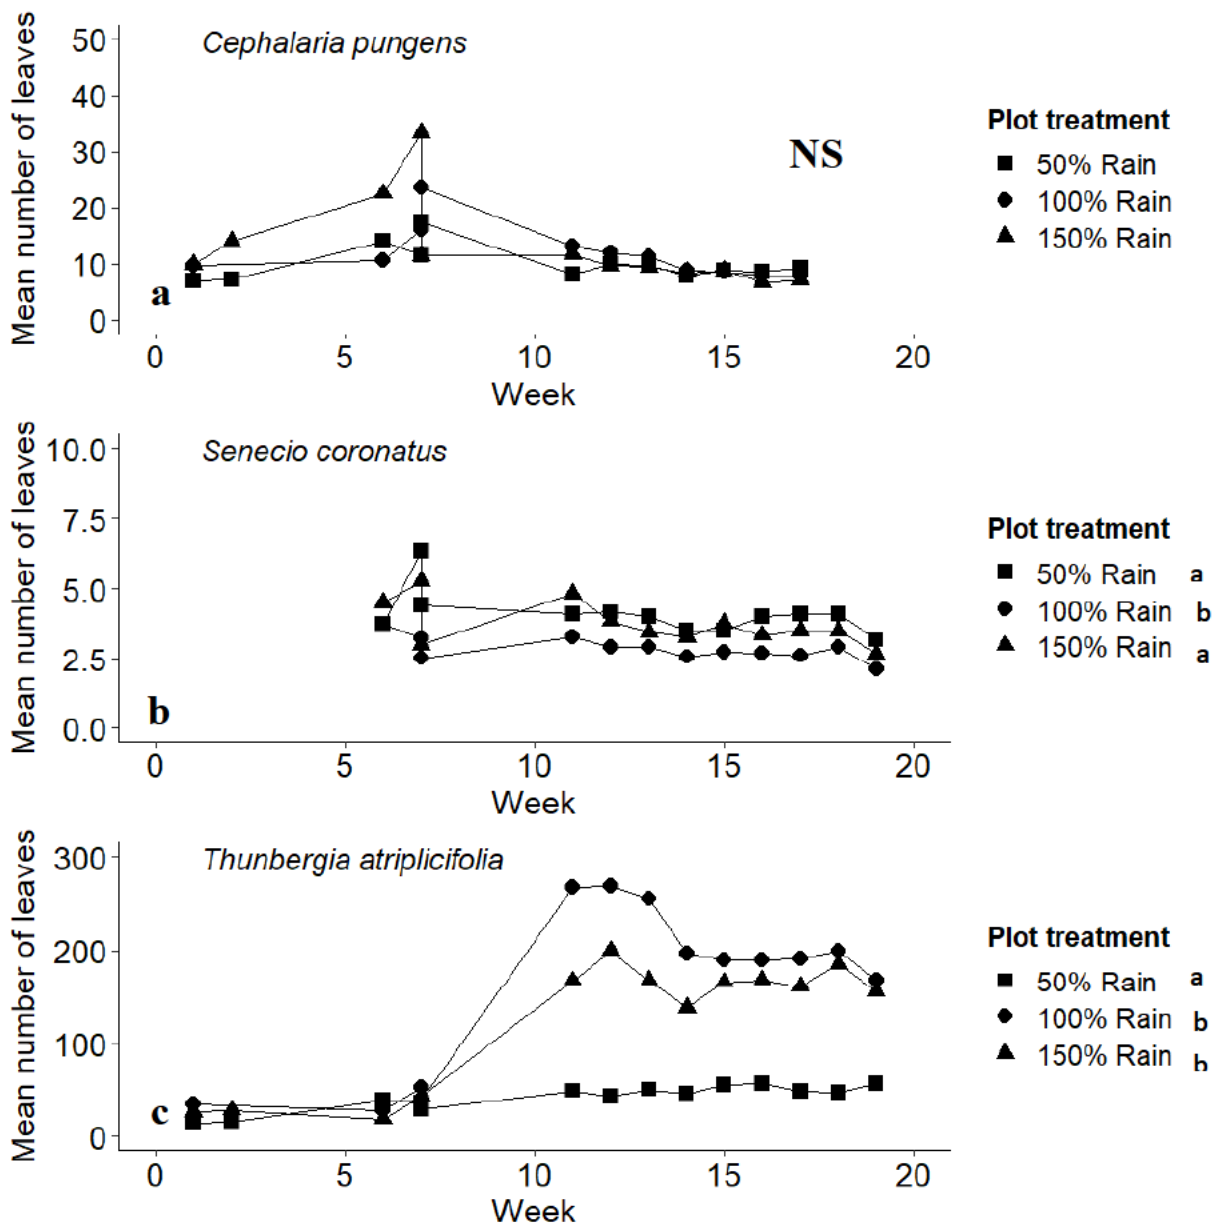 Cephalaria pungens
Mean number of leaves
50
40
30
20
10
0
NS
a
0 5 10 15 20
Week
Plot treatment
50% Rain
100% Rain
150% Rain
Senecio coronatus
Mean number of leaves
10.0
7.5
5.0
2.5
0.0
b
0 5 10 15 20
Week
Plot treatment
50% Rain a
100% Rain b
150% Rain a
Thunbergia atriplicifolia
Mean number of leaves
300
200
100
0
c
0 5 10 15 20
Week
Plot treatment
50% Rain a
100% Rain b
150% Rain b